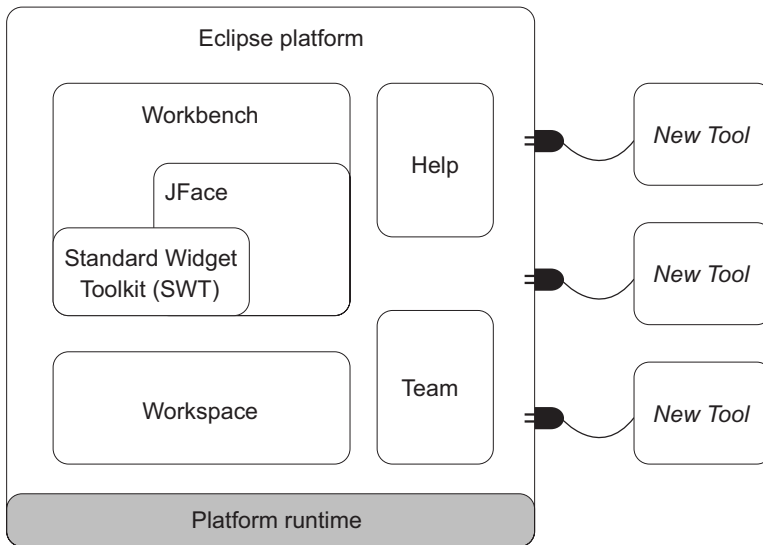 Eclipse platform
Workbench
JFace
Standard Widget
Toolkit (SWT)
Help
Workspace
Team
Platform runtime
New Tool
New Tool
New Tool